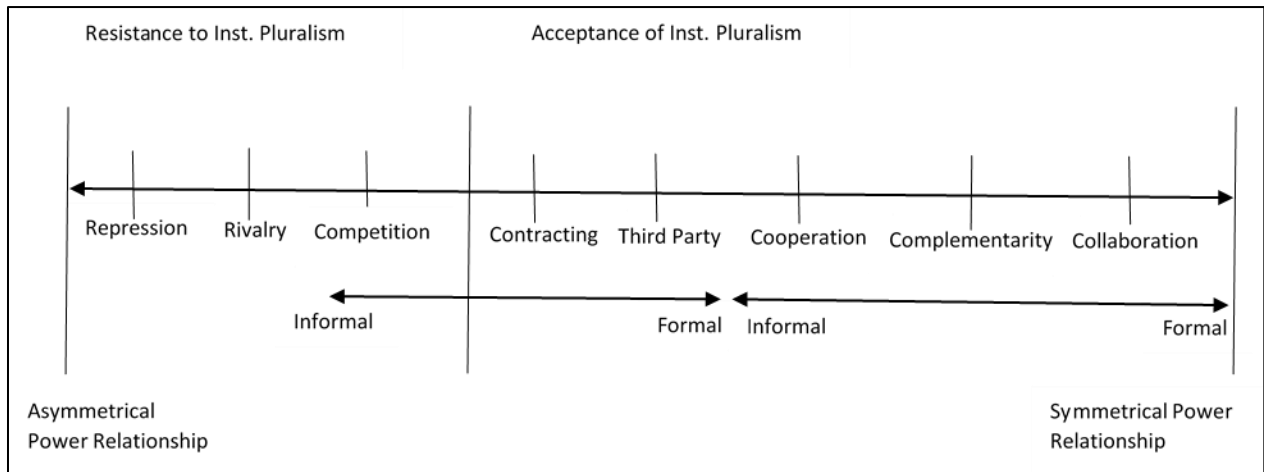 Resistance to Inst. Pluralism
Acceptance of Inst. Pluralism
Repression
Rivalry
Competition
Contracting
Third Party
Cooperation
Complementarity
Collaboration
Informal
Formal
Informal
Formal
Asymmetrical
Power Relationship
Symmetrical Power
Relationship